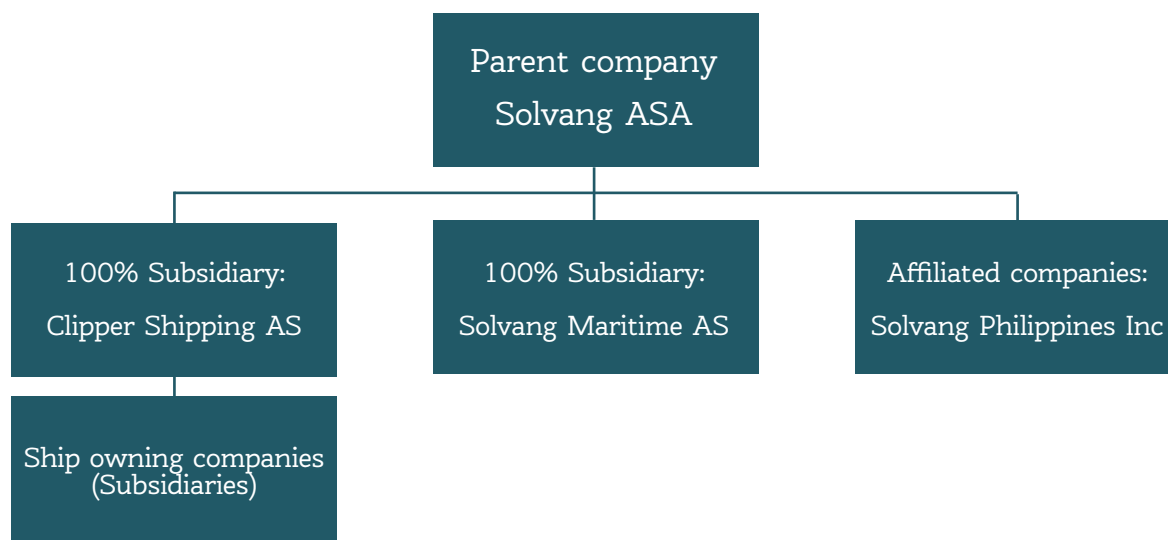 Parent company
Solvang ASA
100% Subsidiary:
Clipper Shipping AS
100% Subsidiary:
Solvang Maritime AS
Affiliated companies:
Solvang Philippines Inc
Ship owning companies
(Subsidiaries)